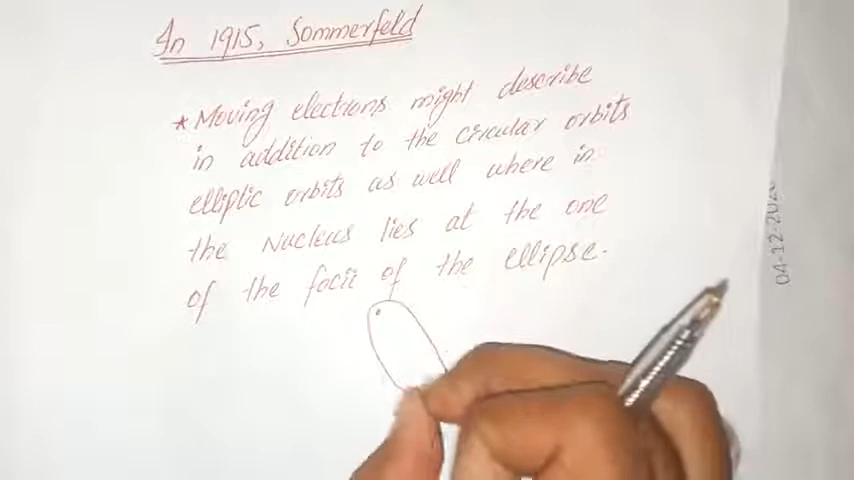 In 1915, Sommerfeld
* Moving electrons might describe
in addition to the circular orbits
elliptic orbits as well where in
the Nucleus lies at the one
of the focii of the ellipse.